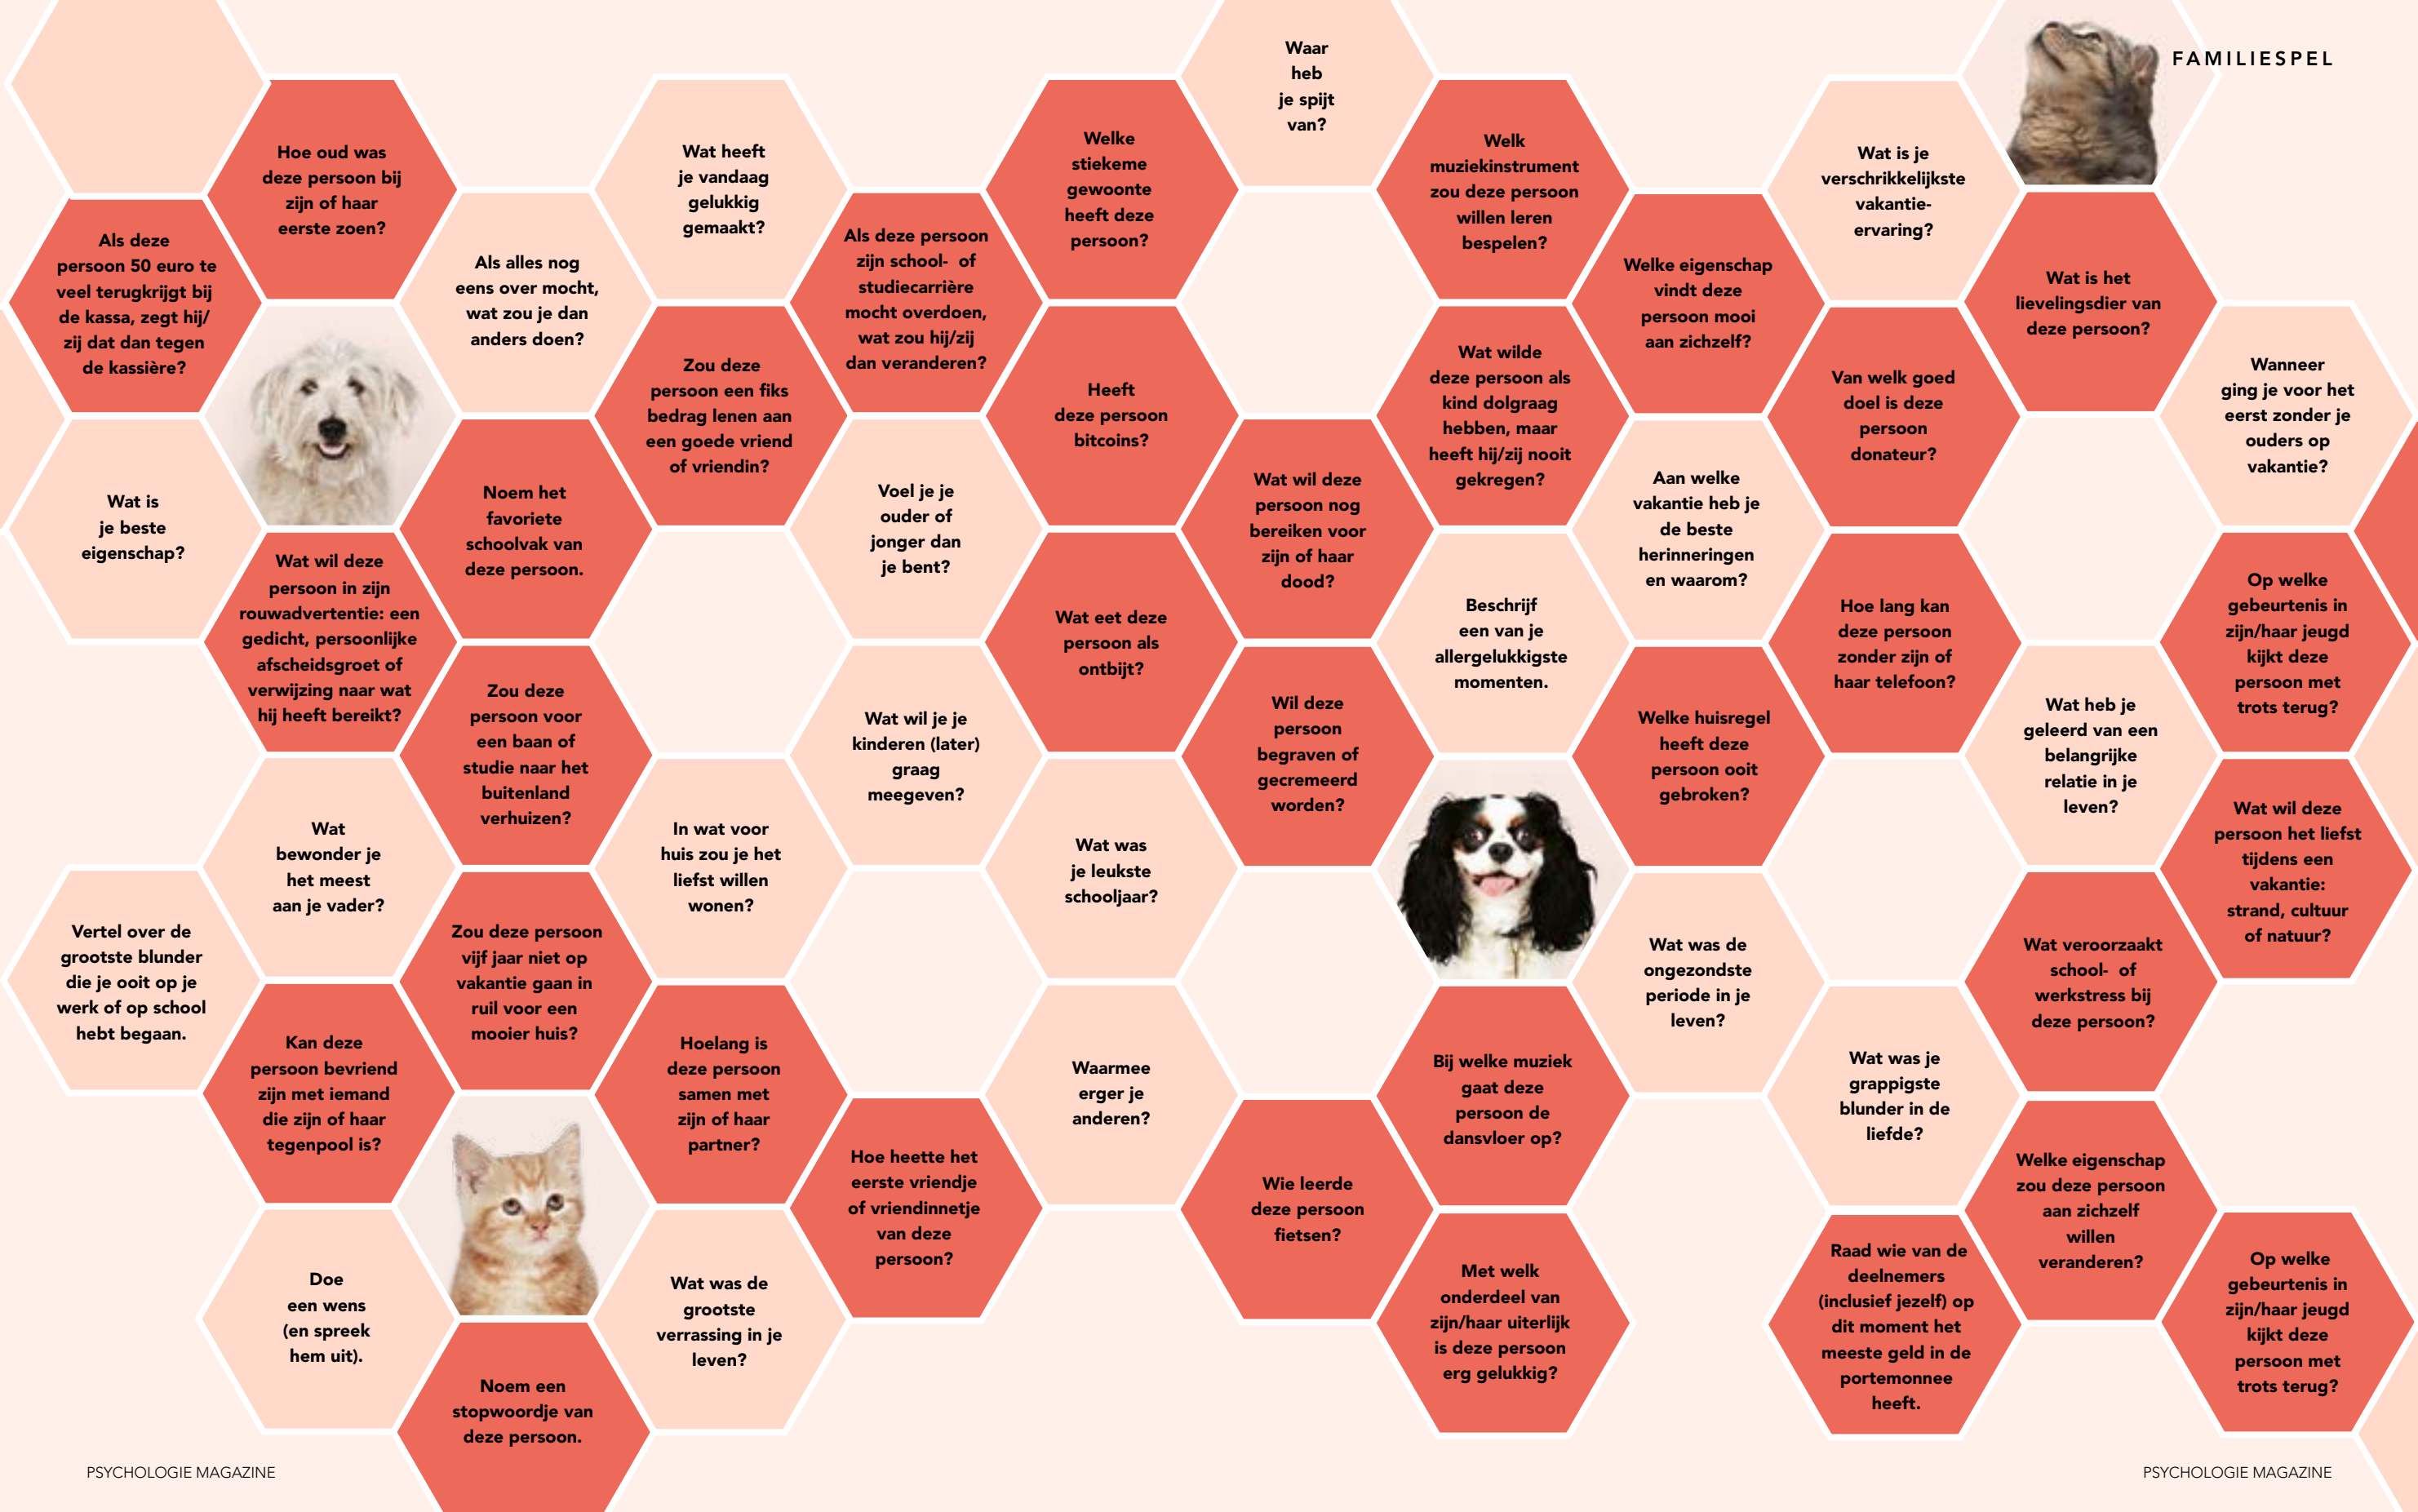 FAMILIESPEL
Hoe oud was
deze persoon bij
zijn of haar
eerste zoen?
Als deze
persoon 50 euro te
veel terugkrijgt bij
de kassa, zegt hij/
zij dat dan tegen
de kassière?
Wat is
je beste
eigenschap?
Wat wil deze
persoon in zijn
rouwadvertentie: een
gedicht, persoonlijke
afscheidsgroet of
verwijzing naar wat
hij heeft bereikt?
Wat
bewonder je
het meest
aan je vader?
Vertel over de
grootste blunder
die je ooit op je
werk of op school
hebt begaan.
Kan deze
persoon bevriend
zijn met iemand
die zijn of haar
tegenpool is?
Doe
een wens
(en spreek
hem uit).
Als alles nog
eens over mocht,
wat zou je dan
anders doen?
Noem het
favoriete
schoolvak van
deze persoon.
Zou deze
persoon voor
een baan of
studie naar het
buitenland
verhuizen?
Zou deze persoon
vijf jaar niet op
vakantie gaan in
ruil voor een
mooier huis?
Noem een
stopwoordje van
deze persoon.
Wat heeft
je vandaag
gelukkig
gemaakt?
Zou deze
persoon een fiks
bedrag lenen aan
een goede vriend
of vriendin?
In wat voor
huis zou je het
liefst willen
wonen?
Hoelang is
deze persoon
samen met
zijn of haar
partner?
Wat was de
grootste
verrassing in je
leven?
Als deze persoon
zijn school- of
studiecarrière
mocht overdoen,
wat zou hij/zij
dan veranderen?
Voel je je
ouder of
jonger dan
je bent?
Wat wil je je
kinderen (later)
graag
meegeven?
Hoe heette het
eerste vriendje
of vriendinnetje
van deze
persoon?
Welke
stiekeme
gewoonte
heeft deze
persoon?
Heeft
deze persoon
bitcoins?
Wat eet deze
persoon als
ontbijt?
Wat was
je leukste
schooljaar?
Waarmee
erger je
anderen?
Waar
heb
je spijt
van?
Wat wil deze
persoon nog
bereiken voor
zijn of haar
dood?
Wil deze
persoon
begraven of
gecremeerd
worden?
Wie leerde
deze persoon
fietsen?
Welk
muziekinstrument
zou deze persoon
willen leren
bespelen?
Wat wilde
deze persoon als
kind dolgraag
hebben, maar
heeft hij/zij nooit
gekregen?
Beschrijf
een van je
allergelukkigste
momenten.
Bij welke muziek
gaat deze
persoon de
dansvloer op?
Met welk
onderdeel van
zijn/haar uiterlijk
is deze persoon
erg gelukkig?
Welke eigenschap
vindt deze
persoon mooi
aan zichzelf?
Aan welke
vakantie heb je
de beste
herinneringen
en waarom?
Welke huisregel
heeft deze
persoon ooit
gebroken?
Wat was de
ongezondste
periode in je
leven?
Wat is je
verschrikkelijkste
vakantie-
ervaring?
Van welk goed
doel is deze
persoon
donateur?
Hoe lang kan
deze persoon
zonder zijn of
haar telefoon?
Wat was je
grappigste
blunder in de
liefde?
Raad wie van de
deelnemers
(inclusief jezelf) op
dit moment het
meeste geld in de
portemonnee
heeft.
Wat is het
lievelingsdier van
deze persoon?
Wat heb je
geleerd van een
belangrijke
relatie in je
leven?
Wat veroorzaakt
school- of
werkstress bij
deze persoon?
Welke eigenschap
zou deze persoon
aan zichzelf
willen
veranderen?
Wanneer
ging je voor het
eerst zonder je
ouders op
vakantie?
Op welke
gebeurtenis in
zijn/haar jeugd
kijkt deze
persoon met
trots terug?
Wat wil deze
persoon het liefst
tijdens een
vakantie:
strand, cultuur
of natuur?
Op welke
gebeurtenis in
zijn/haar jeugd
kijkt deze
persoon met
trots terug?
PSYCHOLOGIE MAGAZINE
PSYCHOLOGIE MAGAZINE